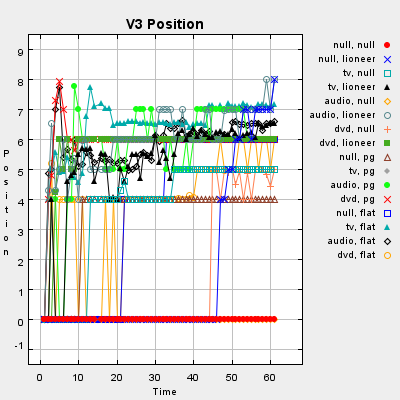 V3 Position
9
8
7
6
5
4
3
2
1
0
-1
Position
0 10 20 30 40 50 60
Time
null, null
null, lioneer
tv, null
tv, lioneer
audio, null
audio, lioneer
dvd, null
dvd, lioneer
null, pg
tv, pg
audio, pg
dvd, pg
null, flat
tv, flat
audio, flat
dvd, flat